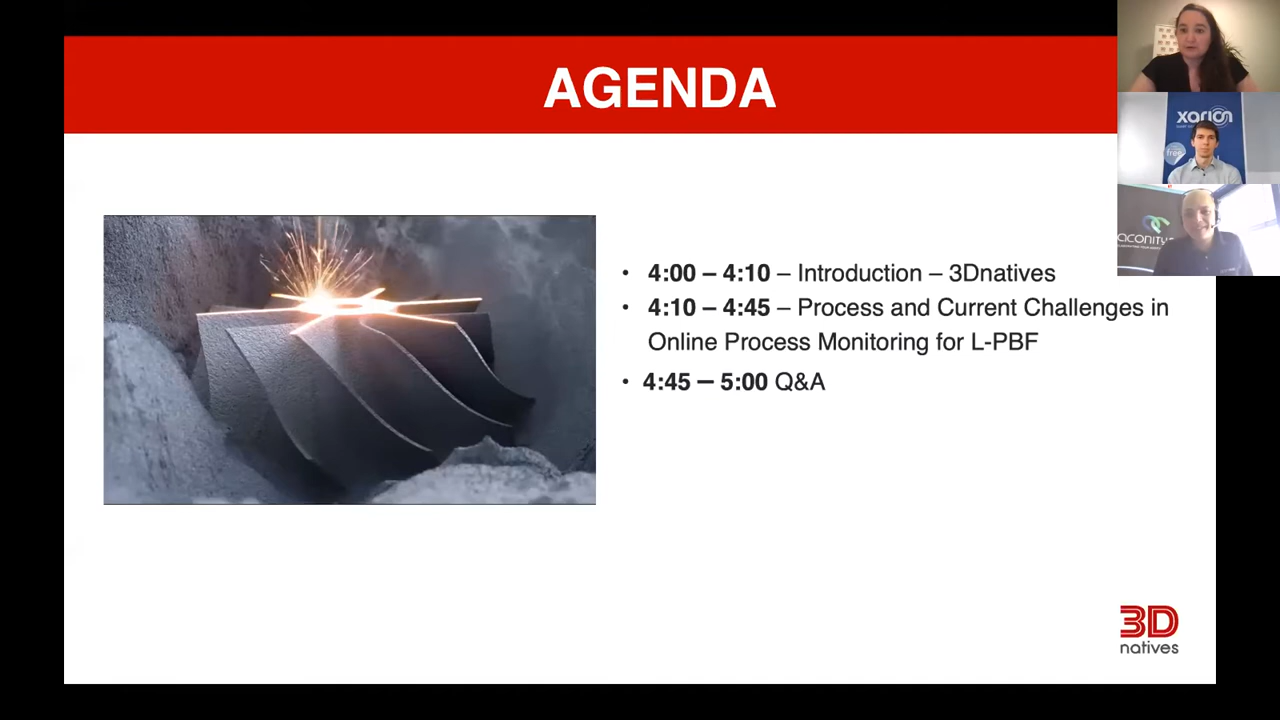 AGENDA
• 4:00 – 4:10 – Introduction – 3Dnatives
• 4:10 – 4:45 – Process and Current Challenges in
Online Process Monitoring for L-PBF
• 4:45 – 5:00 Q&A
xarion
free
aconity
3D
natives